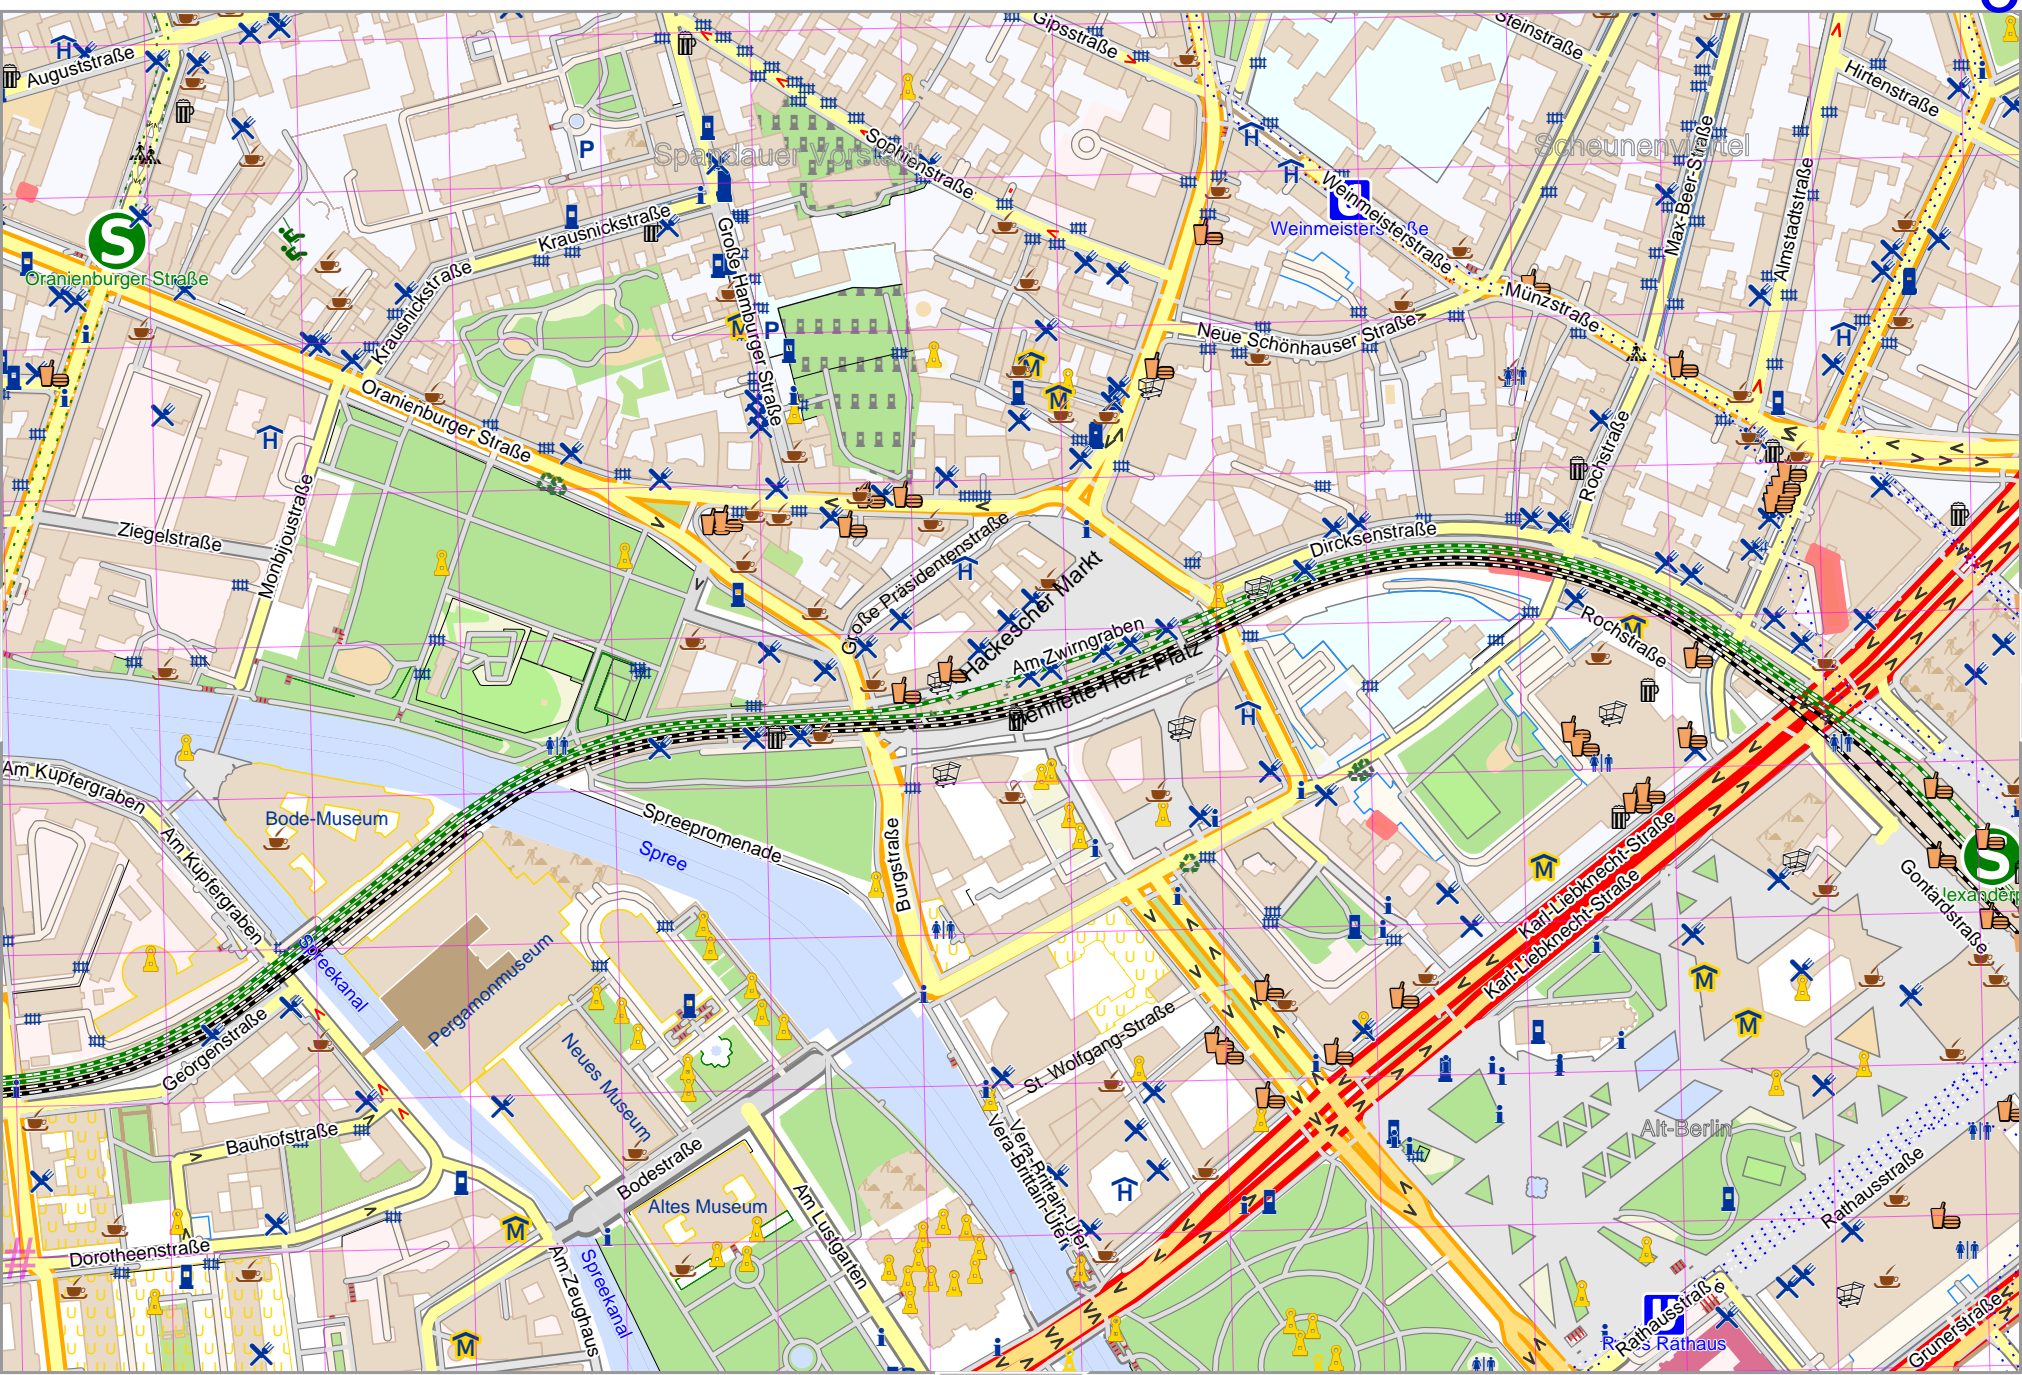 Gipsstraße
Steinstraße
Auguststraße
Hirtenstraße
Spandauer Vorstadt
Sophienstraße
Scheunenviertel
Max-Beer-Straße
Almstadtstraße
Weinmeisterstraße
Weinmeisterstraße
Krausnickstraße
Große Hamburger Straße
S
Oranienburger Straße
Krausnickstraße
Münzstraße
Neue Schönhauser Straße
Oranienburger Straße
Rochstraße
Ziegelstraße
Monbijoustraße
Große Präsidentenstraße
Hackescher Markt
Dircksenstraße
Am Zwirngraben
Henriette-Herz-Platz
Rochstraße
Am Kupfergraben
Bode-Museum
Am Kupfergraben
Spreepromenade
Spree
Burgstraße
Karl-Liebknecht-Straße
Karl-Liebknecht-Straße
S
Gontardstraße
Spreekanal
Pergamonmuseum
Georgenstraße
Neues Museum
St. Wolfgang-Straße
Vera-Brittain-Ufer
Vera-Brittain-Ufer
Alt-Berlin
Bauhofstraße
Bodestraße
Altes Museum
Am Lustgarten
Rathausstraße
Dorotheenstraße
Am Zeughaus
Spreekanal
Rathausstraße
Rotes Rathaus
Grunerstraße